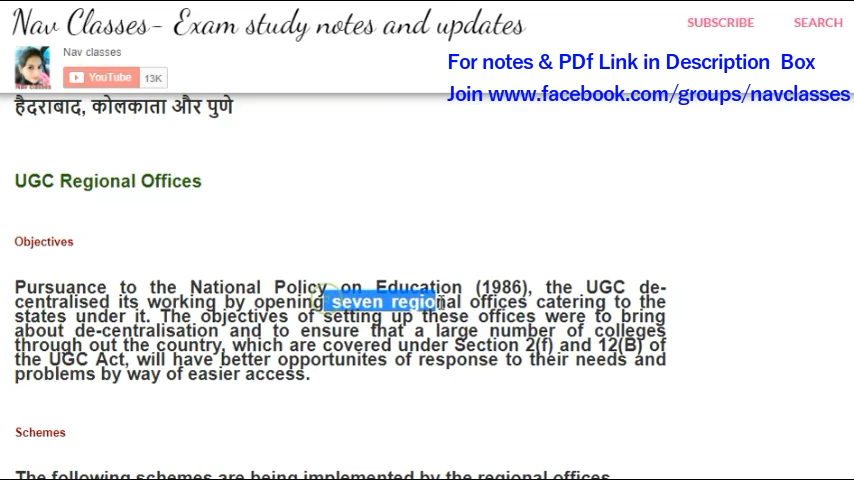 Nav Classes- Exam study notes and updates
SUBSCRIBE
SEARCH
Nav classes
YouTube
13K
For notes & PDf Link in Description Box
Join www.facebook.com/groups/navclasses
हैदराबाद, कोलकाता और पुणे
UGC Regional Offices
Objectives
Pursuance to the National Policy on Education (1986), the UGC de-
centralised its working by opening seven regional offices catering to the
states under it. The objectives of setting up these offices were to bring
about de-centralisation and to ensure that a large number of colleges
through out the country, which are covered under Section 2(f) and 12(B) of
the UGC Act, will have better opportunites of response to their needs and
problems by way of easier access.
Schemes
The following schemes are being implemented by the regional offices